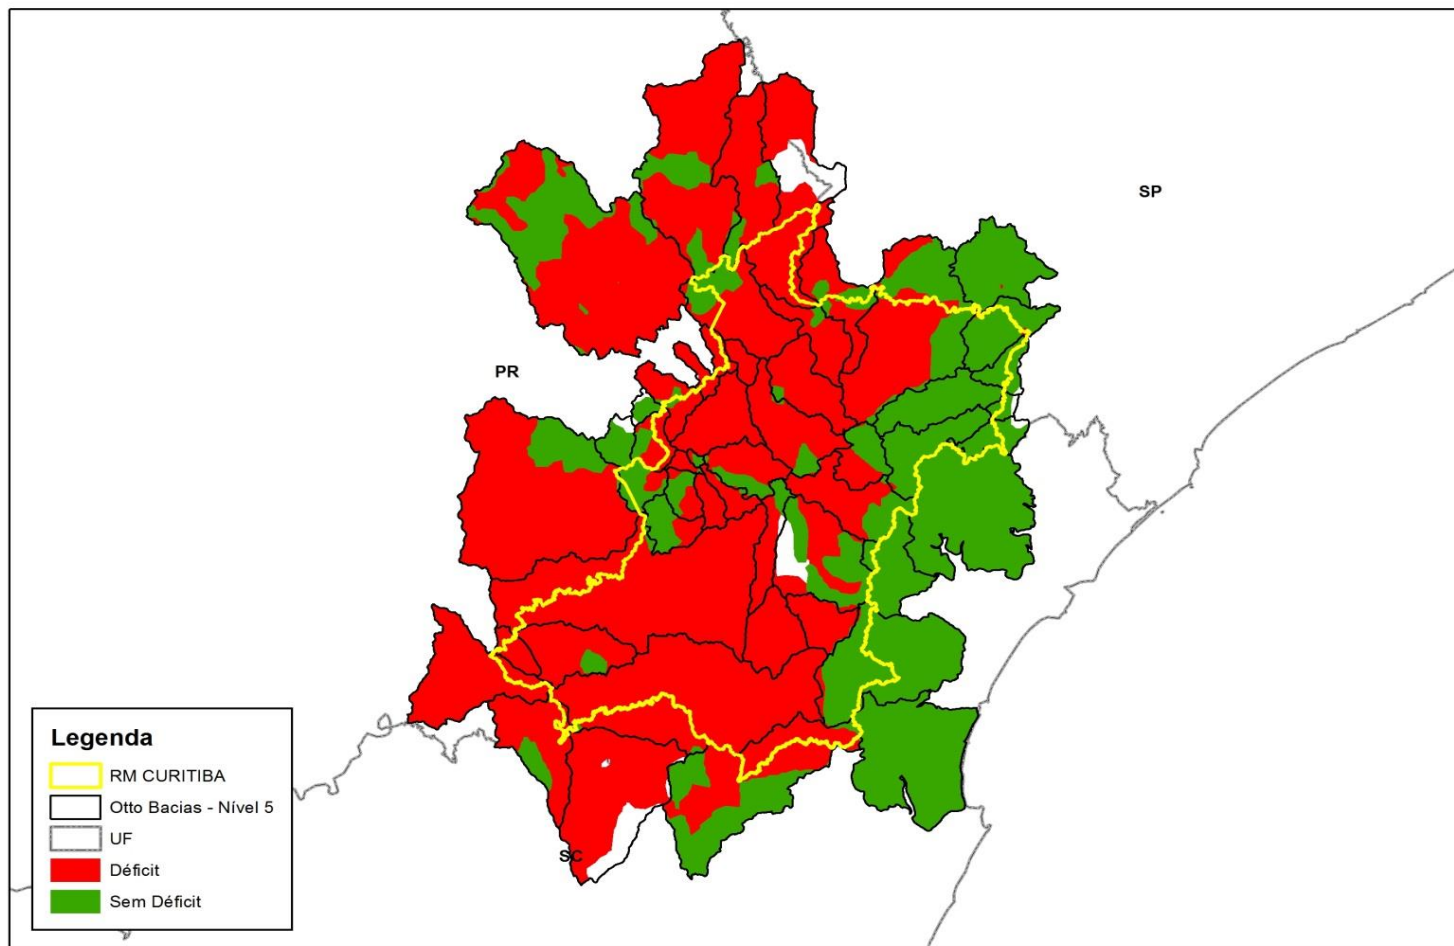 SP
PR
SC
Legenda
RM CURITIBA
Otto Bacias - Nível 5
UF
Déficit
Sem Déficit